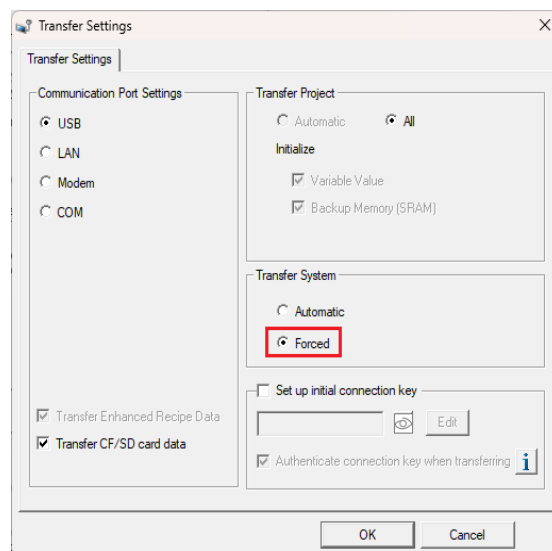 Transfer Settings
Transfer Settings
Communication Port Settings
USB
LAN
Modem
COM
Transfer Enhanced Recipe Data
Transfer CF/SD card data
Transfer Project
Automatic All
Initialize
Variable Value
Backup Memory (SRAM)
Transfer System
Automatic
Forced
Set up initial connection key
Edit
Authenticate connection key when transferring
OK Cancel